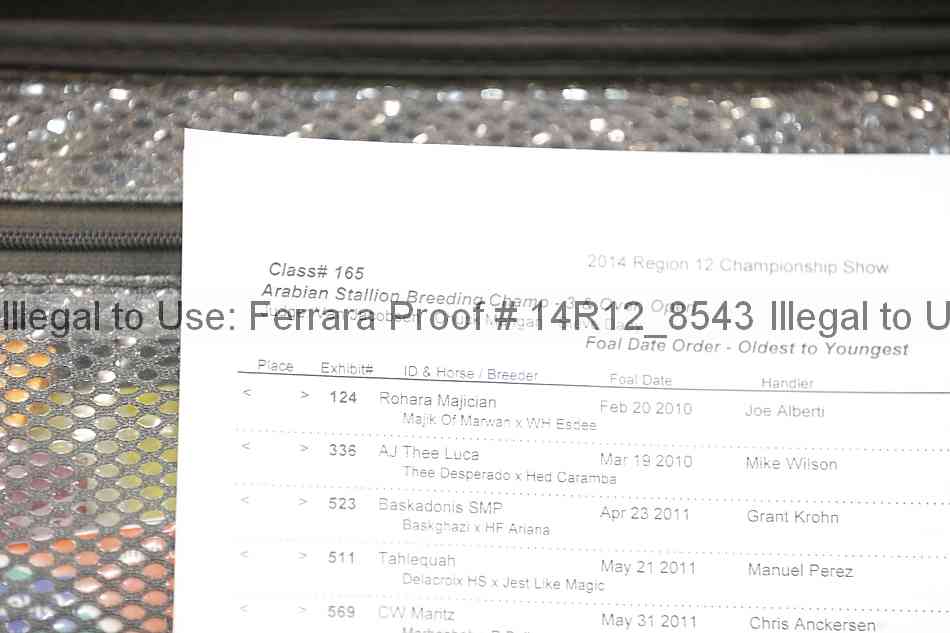 2014 Region 12 Championship Show
Class# 165
Arabian Stallion Breeding Champ - 3 & Over, Open
Illegal to Use: Ferrara Proof # 14R12_8543 Illegal to U
Foal Date Order - Oldest to Youngest
Place Exhibit# ID & Horse / Breeder Foal Date Handler
< > 124 Rohara Majician Feb 20 2010 Joe Alberti
Majik Of Marwan x WH Esdee
< > 336 AJ Thee Luca Mar 19 2010 Mike Wilson
Thee Desperado x Hed Caramba
< > 523 Baskadonis SMP Apr 23 2011 Grant Krohn
Baskghazi x HF Ariana
< > 511 Tahlequah May 21 2011 Manuel Perez
Delacroix HS x Jest Like Magic
< > 569 CW Maritz May 31 2011 Chris Anckersen